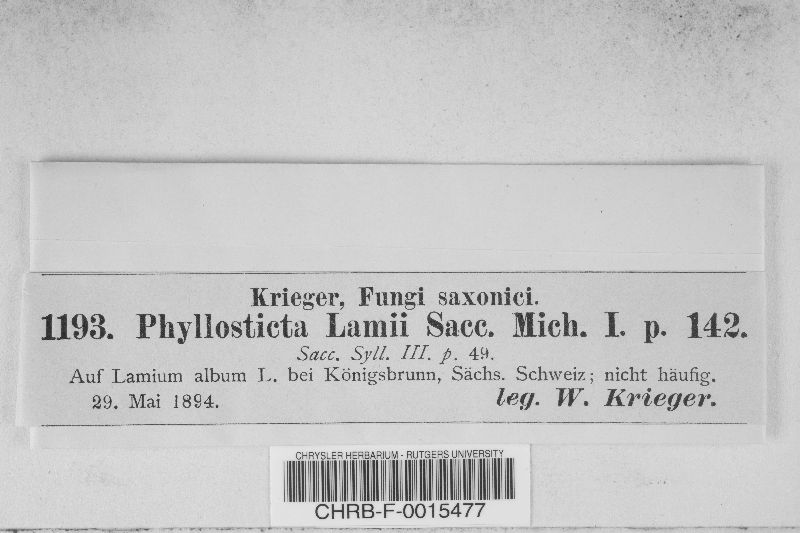 Krieger, Fungi saxonici.
1193. Phyllosticta Lamii Sacc. Mich. I. p. 142.
Sacc. Syll. III. p. 49.
Auf Lamium album L. bei Königsbrunn, Sächs. Schweiz; nicht häufig.
29. Mai 1894. leg. W. Krieger.
CHRYSLER HERBARIUM - RUTGERS UNIVERSITY
CHRB-F-0015477